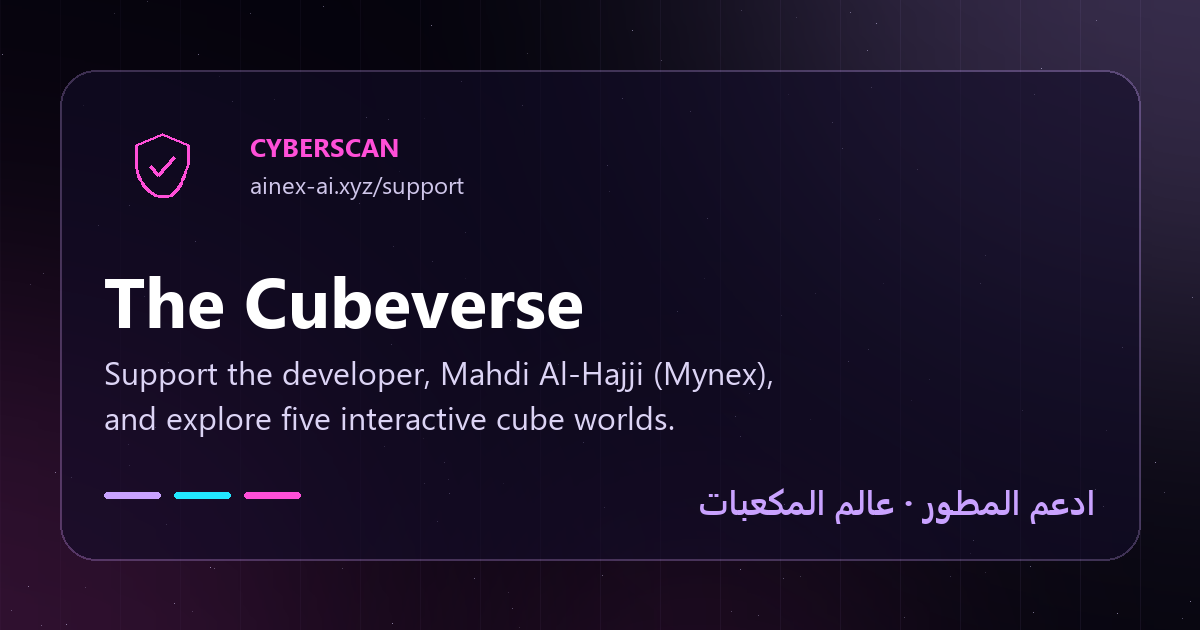 CYBERSCAN
ainex-ai.xyz/support
The Cubeverse
Support the developer, Mahdi Al-Hajji (Mynex),
and explore five interactive cube worlds.
ادعم المطور · عالم المكعبات